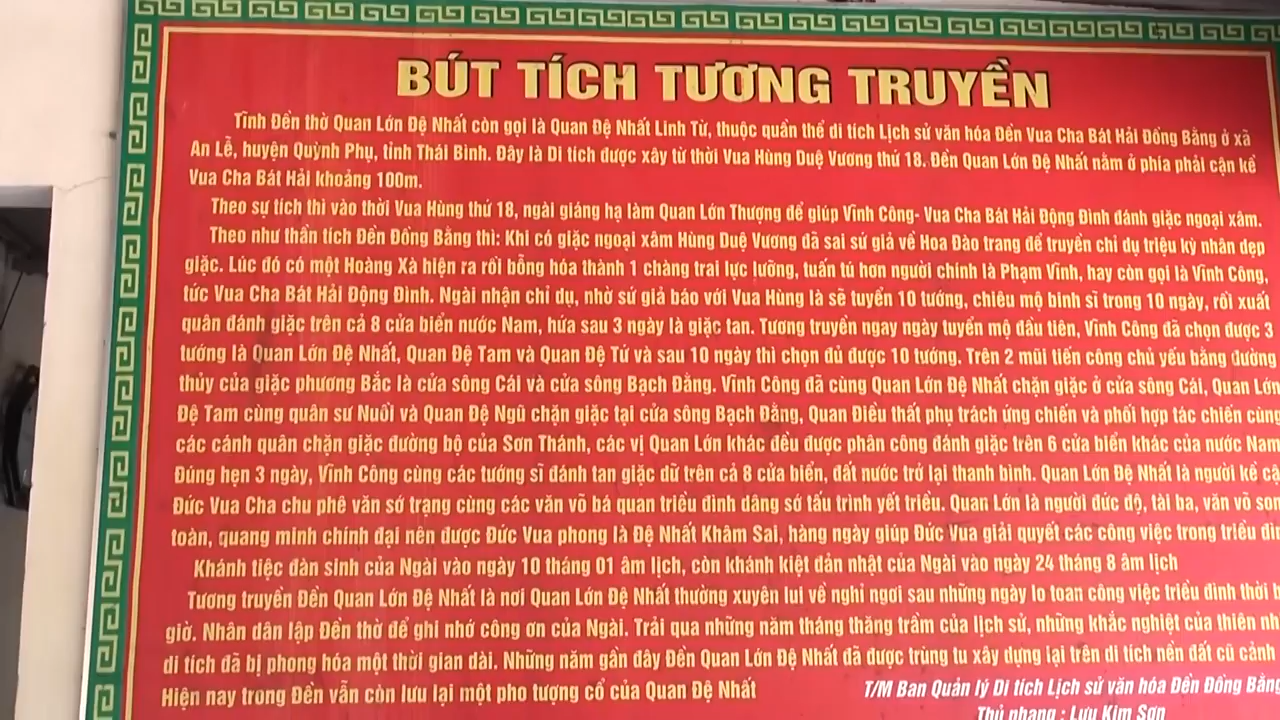 BÚT TÍCH TƯƠNG TRUYỀN
Tĩnh Đền thờ Quan Lớn Đệ Nhất còn gọi là Quan Đệ Nhất Linh Từ, thuộc quần thể di tích Lịch sử văn hóa Đền Vua Cha Bát Hải Đồng Bằng ở xã
An Lễ, huyện Quỳnh Phụ, tỉnh Thái Bình. Đây là Di tích được xây từ thời Vua Hùng Duệ Vương thứ 18. Đền Quan Lớn Đệ Nhất nằm ở phía phải cận kề
Vua Cha Bát Hải khoảng 100m.
Theo sự tích thì vào thời Vua Hùng thứ 18, ngài giáng hạ làm Quan Lớn Thượng để giúp Vĩnh Công- Vua Cha Bát Hải Động Đình đánh giặc ngoại xâm.
Theo như thần tích Đền Đồng Bằng thì: Khi có giặc ngoại xâm Hùng Duệ Vương đã sai sứ giả về Hoa Đào trang để truyền chỉ dụ triệu kỳ nhân dẹp
giặc. Lúc đó có một Hoàng Xà hiện ra rồi bỗng hóa thành 1 chàng trai lực lưỡng, tuấn tú hơn người chính là Phạm Vĩnh, hay còn gọi là Vĩnh Công,
tức Vua Cha Bát Hải Động Đình. Ngài nhận chỉ dụ, nhờ sứ giả báo với Vua Hùng là sẽ tuyển 10 tướng, chiêu mộ binh sĩ trong 10 ngày, rồi xuất
quân đánh giặc trên cả 8 cửa biển nước Nam, hứa sau 3 ngày là giặc tan. Tương truyền ngay ngày tuyển mộ đầu tiên, Vĩnh Công đã chọn được 3
tướng là Quan Lớn Đệ Nhất, Quan Đệ Tam và Quan Đệ Tứ và sau 10 ngày thì chọn đủ được 10 tướng. Trên 2 mũi tiến công chủ yếu bằng đường
thủy của giặc phương Bắc là cửa sông Cái và cửa sông Bạch Đằng. Vĩnh Công đã cùng Quan Lớn Đệ Nhất chặn giặc ở cửa sông Cái, Quan Lớn
Đệ Tam cùng quân sư Nuôi và Quan Đệ Ngũ chặn giặc tại cửa sông Bạch Đằng, Quan Điều thất phụ trách ứng chiến và phối hợp tác chiến cùng
các cánh quân chặn giặc đường bộ của Sơn Thánh, các vị Quan Lớn khác đều được phân công đánh giặc trên 6 cửa biển khác của nước Nam
Đúng hẹn 3 ngày, Vĩnh Công cùng các tướng sĩ đánh tan giặc dữ trên cả 8 cửa biển, đất nước trở lại thanh bình. Quan Lớn Đệ Nhất là người kề
Đức Vua Cha chu phê văn sớ trạng cùng các văn võ bá quan triều đình dâng sớ tấu trình yết triều. Quan Lớn là người đức độ, tài ba, văn võ
toàn, quang minh chính đại nên được Đức Vua phong là Đệ Nhất Khâm Sai, hàng ngày giúp Đức Vua giải quyết các công việc trong triều
Khánh tiệc đàn sinh của Ngài vào ngày 10 tháng 01 âm lịch, còn khánh kiệt đản nhật của Ngài vào ngày 24 tháng 8 âm lịch
Tương truyền Đền Quan Lớn Đệ Nhất là nơi Quan Lớn Đệ Nhất thường xuyên lui về nghỉ ngơi sau những ngày lo toan công việc triều đình thời
giờ. Nhân dân lập Đền thờ để ghi nhớ công ơn của Ngài. Trải qua những năm tháng thăng trầm của lịch sử, những khắc nghiệt của thiên
di tích đã bị phong hóa một thời gian dài. Những năm gần đây Đền Quan Lớn Đệ Nhất đã được trùng tu xây dựng lại trên di tích nền đất cũ cảnh
Hiện nay trong Đền vẫn còn lưu lại một pho tượng cổ của Quan Đệ Nhất
T/M Ban Quản lý Di tích Lịch sử văn hóa Đền Đồng Bằng
Thủ nhang : Lưu Kim Sơn